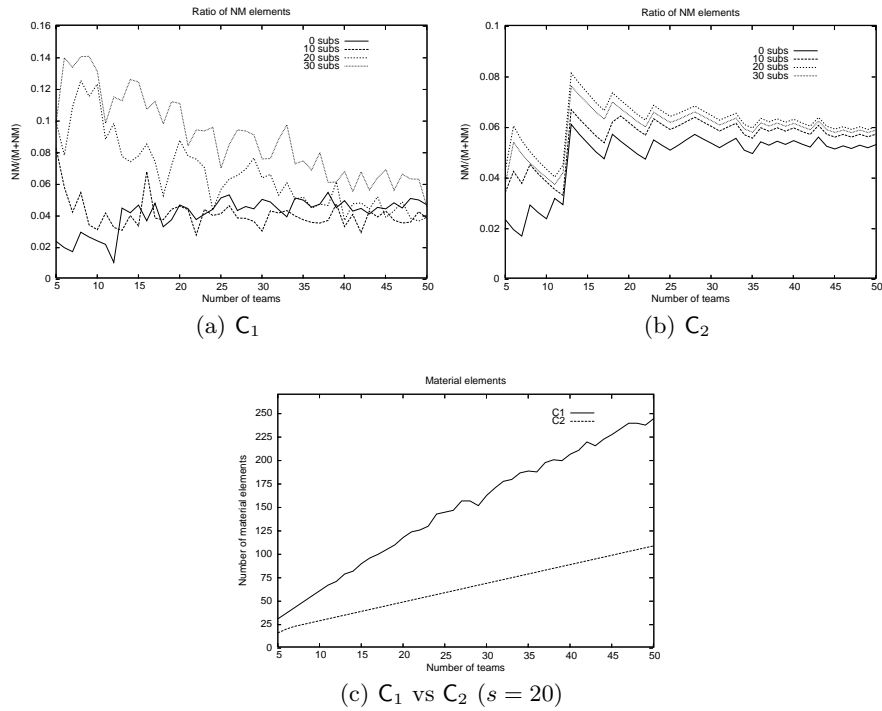 Ratio of NM elements
0.16
0.14
0.12
0.1
0.08
0.06
0.04
0.02
0
NM/(M+NM)
0 subs
10 subs
20 subs
30 subs
5 10 15 20 25 30 35 40 45 50
Number of teams
(a) C1
Ratio of NM elements
0.1
0.08
0.06
0.04
0.02
0
NM/(M+NM)
0 subs
10 subs
20 subs
30 subs
5 10 15 20 25 30 35 40 45 50
Number of teams
(b) C2
Material elements
250
225
200
175
150
125
100
75
50
25
0
Number of material elements
C1
C2
5 10 15 20 25 30 35 40 45 50
Number of teams
(c) C1 vs C2 (s = 20)